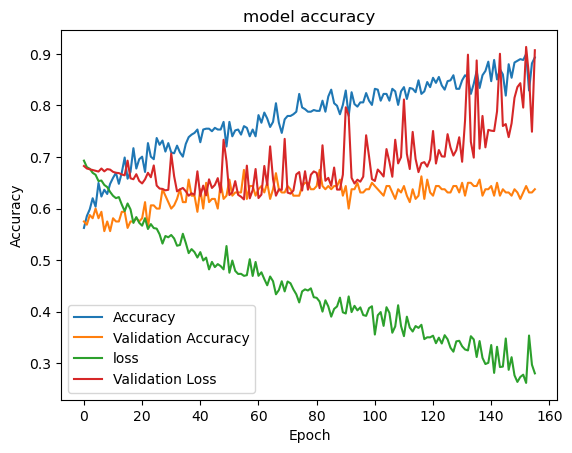 model accuracy
0.9
0.8
0.7
0.6
0.5
0.4
0.3
Accuracy
Accuracy
Validation Accuracy
loss
Validation Loss
0 20 40 60 80 100 120 140 160
Epoch